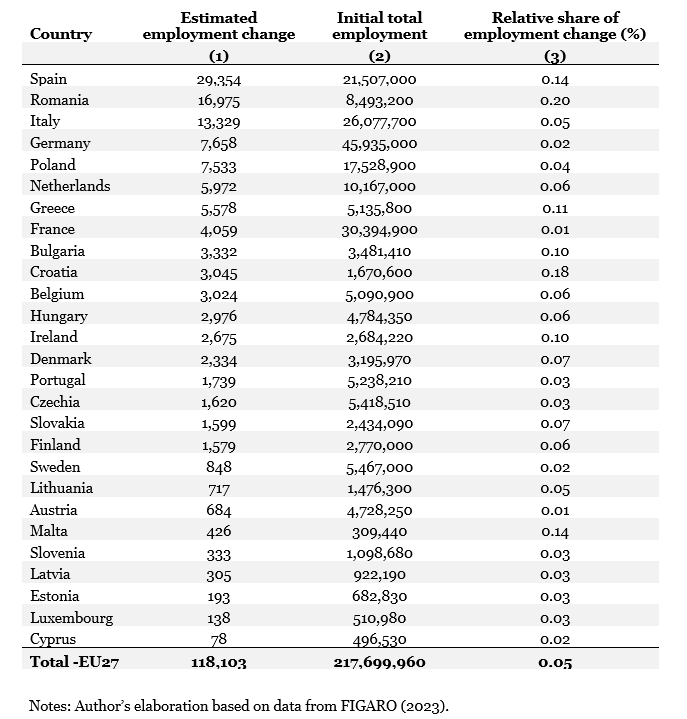 Country Estimated employment change Initial total employment Relative share of employment change (%)
(1) (2) (3)
Spain 29,354 21,507,000 0.14
Romania 16,975 8,493,200 0.20
Italy 13,329 26,077,700 0.05
Germany 7,658 45,935,000 0.02
Poland 7,533 17,528,900 0.04
Netherlands 5,972 10,167,000 0.06
Greece 5,578 5,135,800 0.11
France 4,059 30,394,900 0.01
Bulgaria 3,332 3,481,410 0.10
Croatia 3,045 1,670,600 0.18
Belgium 3,024 5,090,900 0.06
Hungary 2,976 4,784,350 0.06
Ireland 2,675 2,684,220 0.10
Denmark 2,334 3,195,970 0.07
Portugal 1,739 5,238,210 0.03
Czechia 1,620 5,418,510 0.03
Slovakia 1,599 2,434,090 0.07
Finland 1,579 2,770,000 0.06
Sweden 848 5,467,000 0.02
Lithuania 717 1,476,300 0.05
Austria 684 4,728,250 0.01
Malta 426 309,440 0.14
Slovenia 333 1,098,680 0.03
Latvia 305 922,190 0.03
Estonia 193 682,830 0.03
Luxembourg 138 510,980 0.03
Cyprus 78 496,530 0.02
Total -EU27 118,103 217,699,960 0.05
Notes: Author's elaboration based on data from FIGARO (2023).